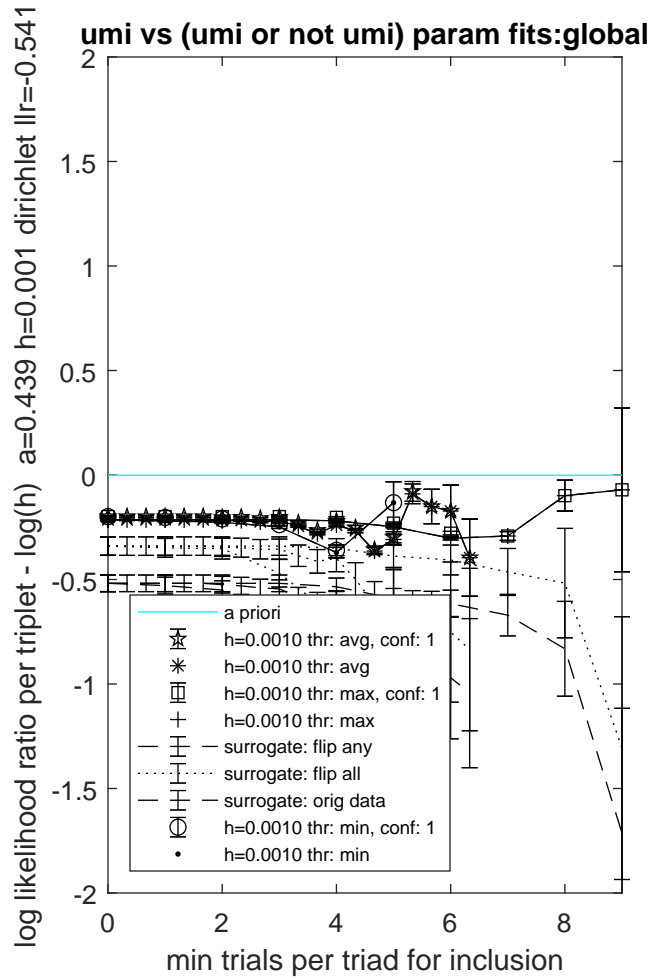 umi vs (umi or not umi) param fits:global
log likelihood ratio per triplet - log(h)   a=0.439 h=0.001 dirichlet llr=-0.541
2
1.5
1
0.5
0
-0.5
-1
-1.5
-2
a priori
h=0.0010 thr: avg, conf: 1
h=0.0010 thr: avg
h=0.0010 thr: max, conf: 1
h=0.0010 thr: max
surrogate: flip any
surrogate: flip all
surrogate: orig data
h=0.0010 thr: min, conf: 1
h=0.0010 thr: min
0 2 4 6 8
min trials per triad for inclusion